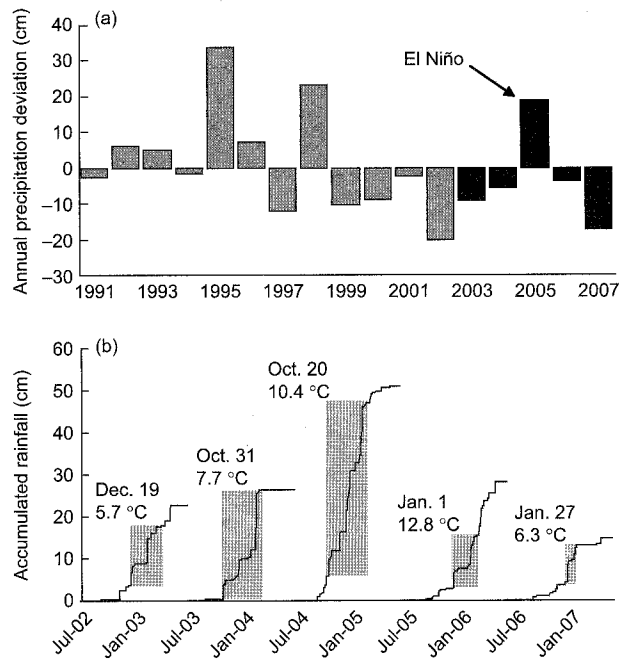 (a)
Annual precipitation deviation (cm)
40
30
20
10
0
–10
–20
–30
El Niño
1991
1993
1995
1997
1999
2001
2003
2005
2007
(b)
Accumulated rainfall (cm)
60
50
40
30
20
10
0
Dec. 19
5.7 °C
Oct. 31
7.7 °C
Oct. 20
10.4 °C
Jan. 1
12.8 °C
Jan. 27
6.3 °C
Jul-02
Jan-03
Jul-03
Jan-04
Jul-04
Jan-05
Jul-05
Jan-06
Jul-06
Jan-07